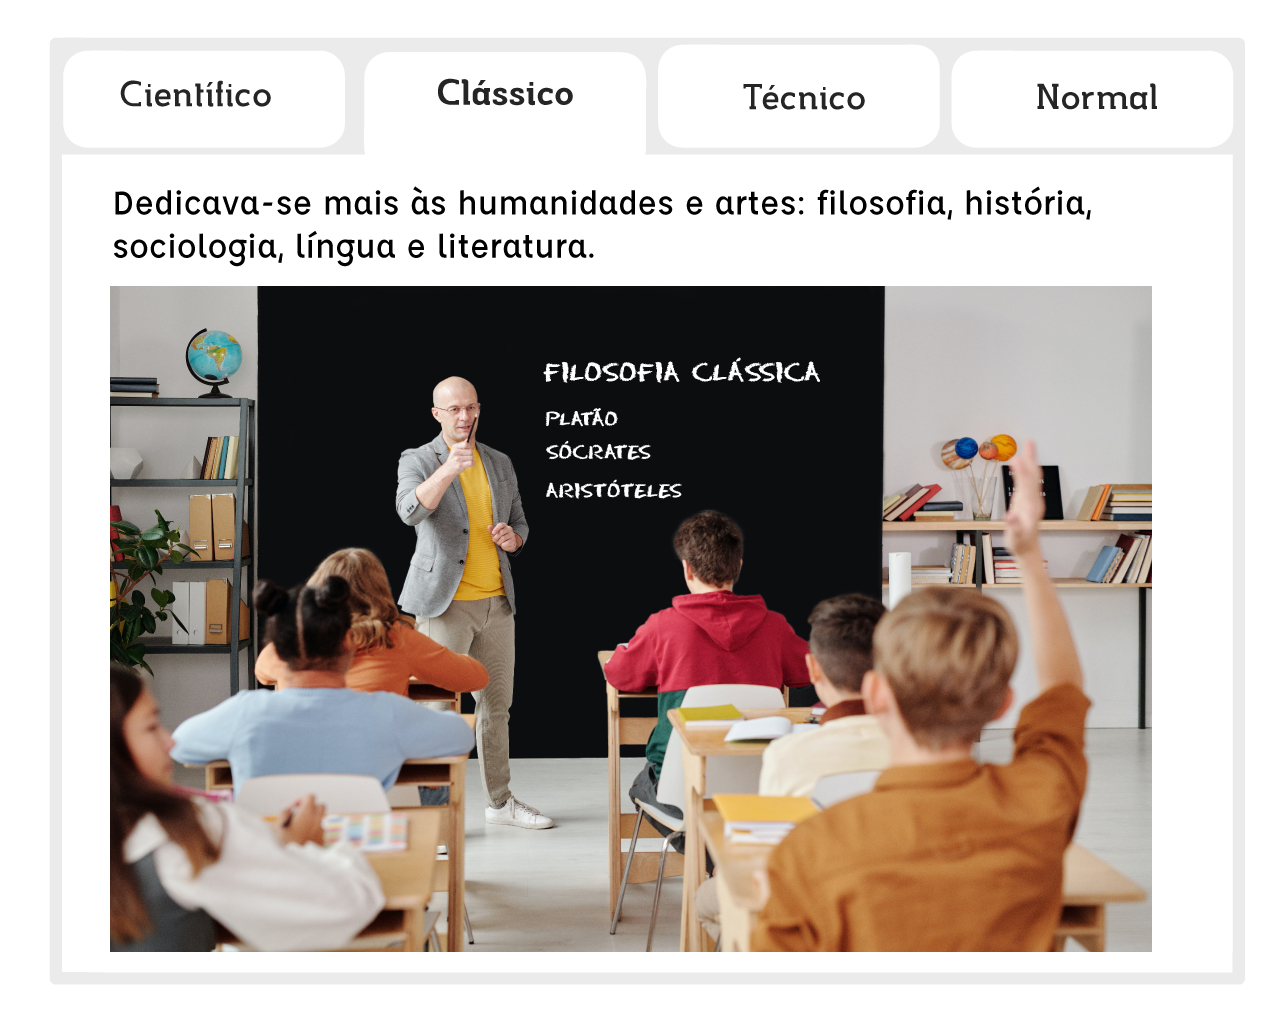 Científico
Clássico
Técnico
Normal
Dedicava-se mais às humanidades e artes: filosofia, história,
sociologia, língua e literatura.
FILOSOFIA CLÁSSICA
PLATÃO
SÓCRATES
ARISTÓTELES